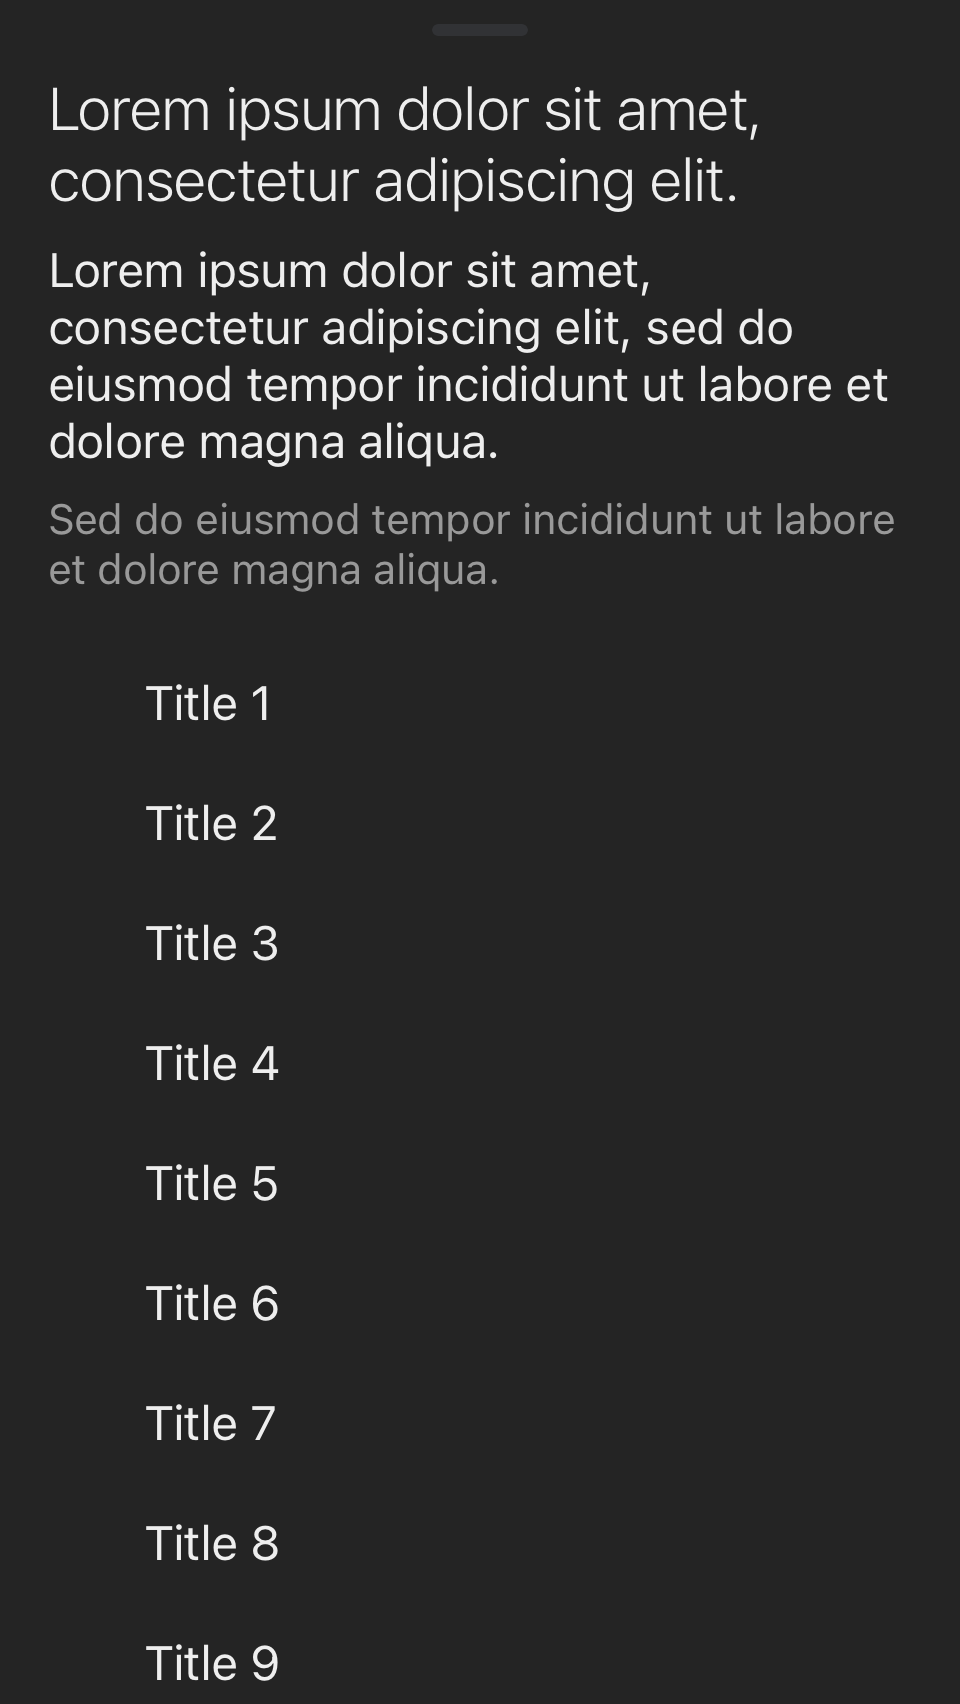 Lorem ipsum dolor sit amet,
consectetur adipiscing elit.
Lorem ipsum dolor sit amet,
consectetur adipiscing elit, sed do
eiusmod tempor incididunt ut labore et
dolore magna aliqua.
Sed do eiusmod tempor incididunt ut labore
et dolore magna aliqua.
Title 1
Title 2
Title 3
Title 4
Title 5
Title 6
Title 7
Title 8
Title 9